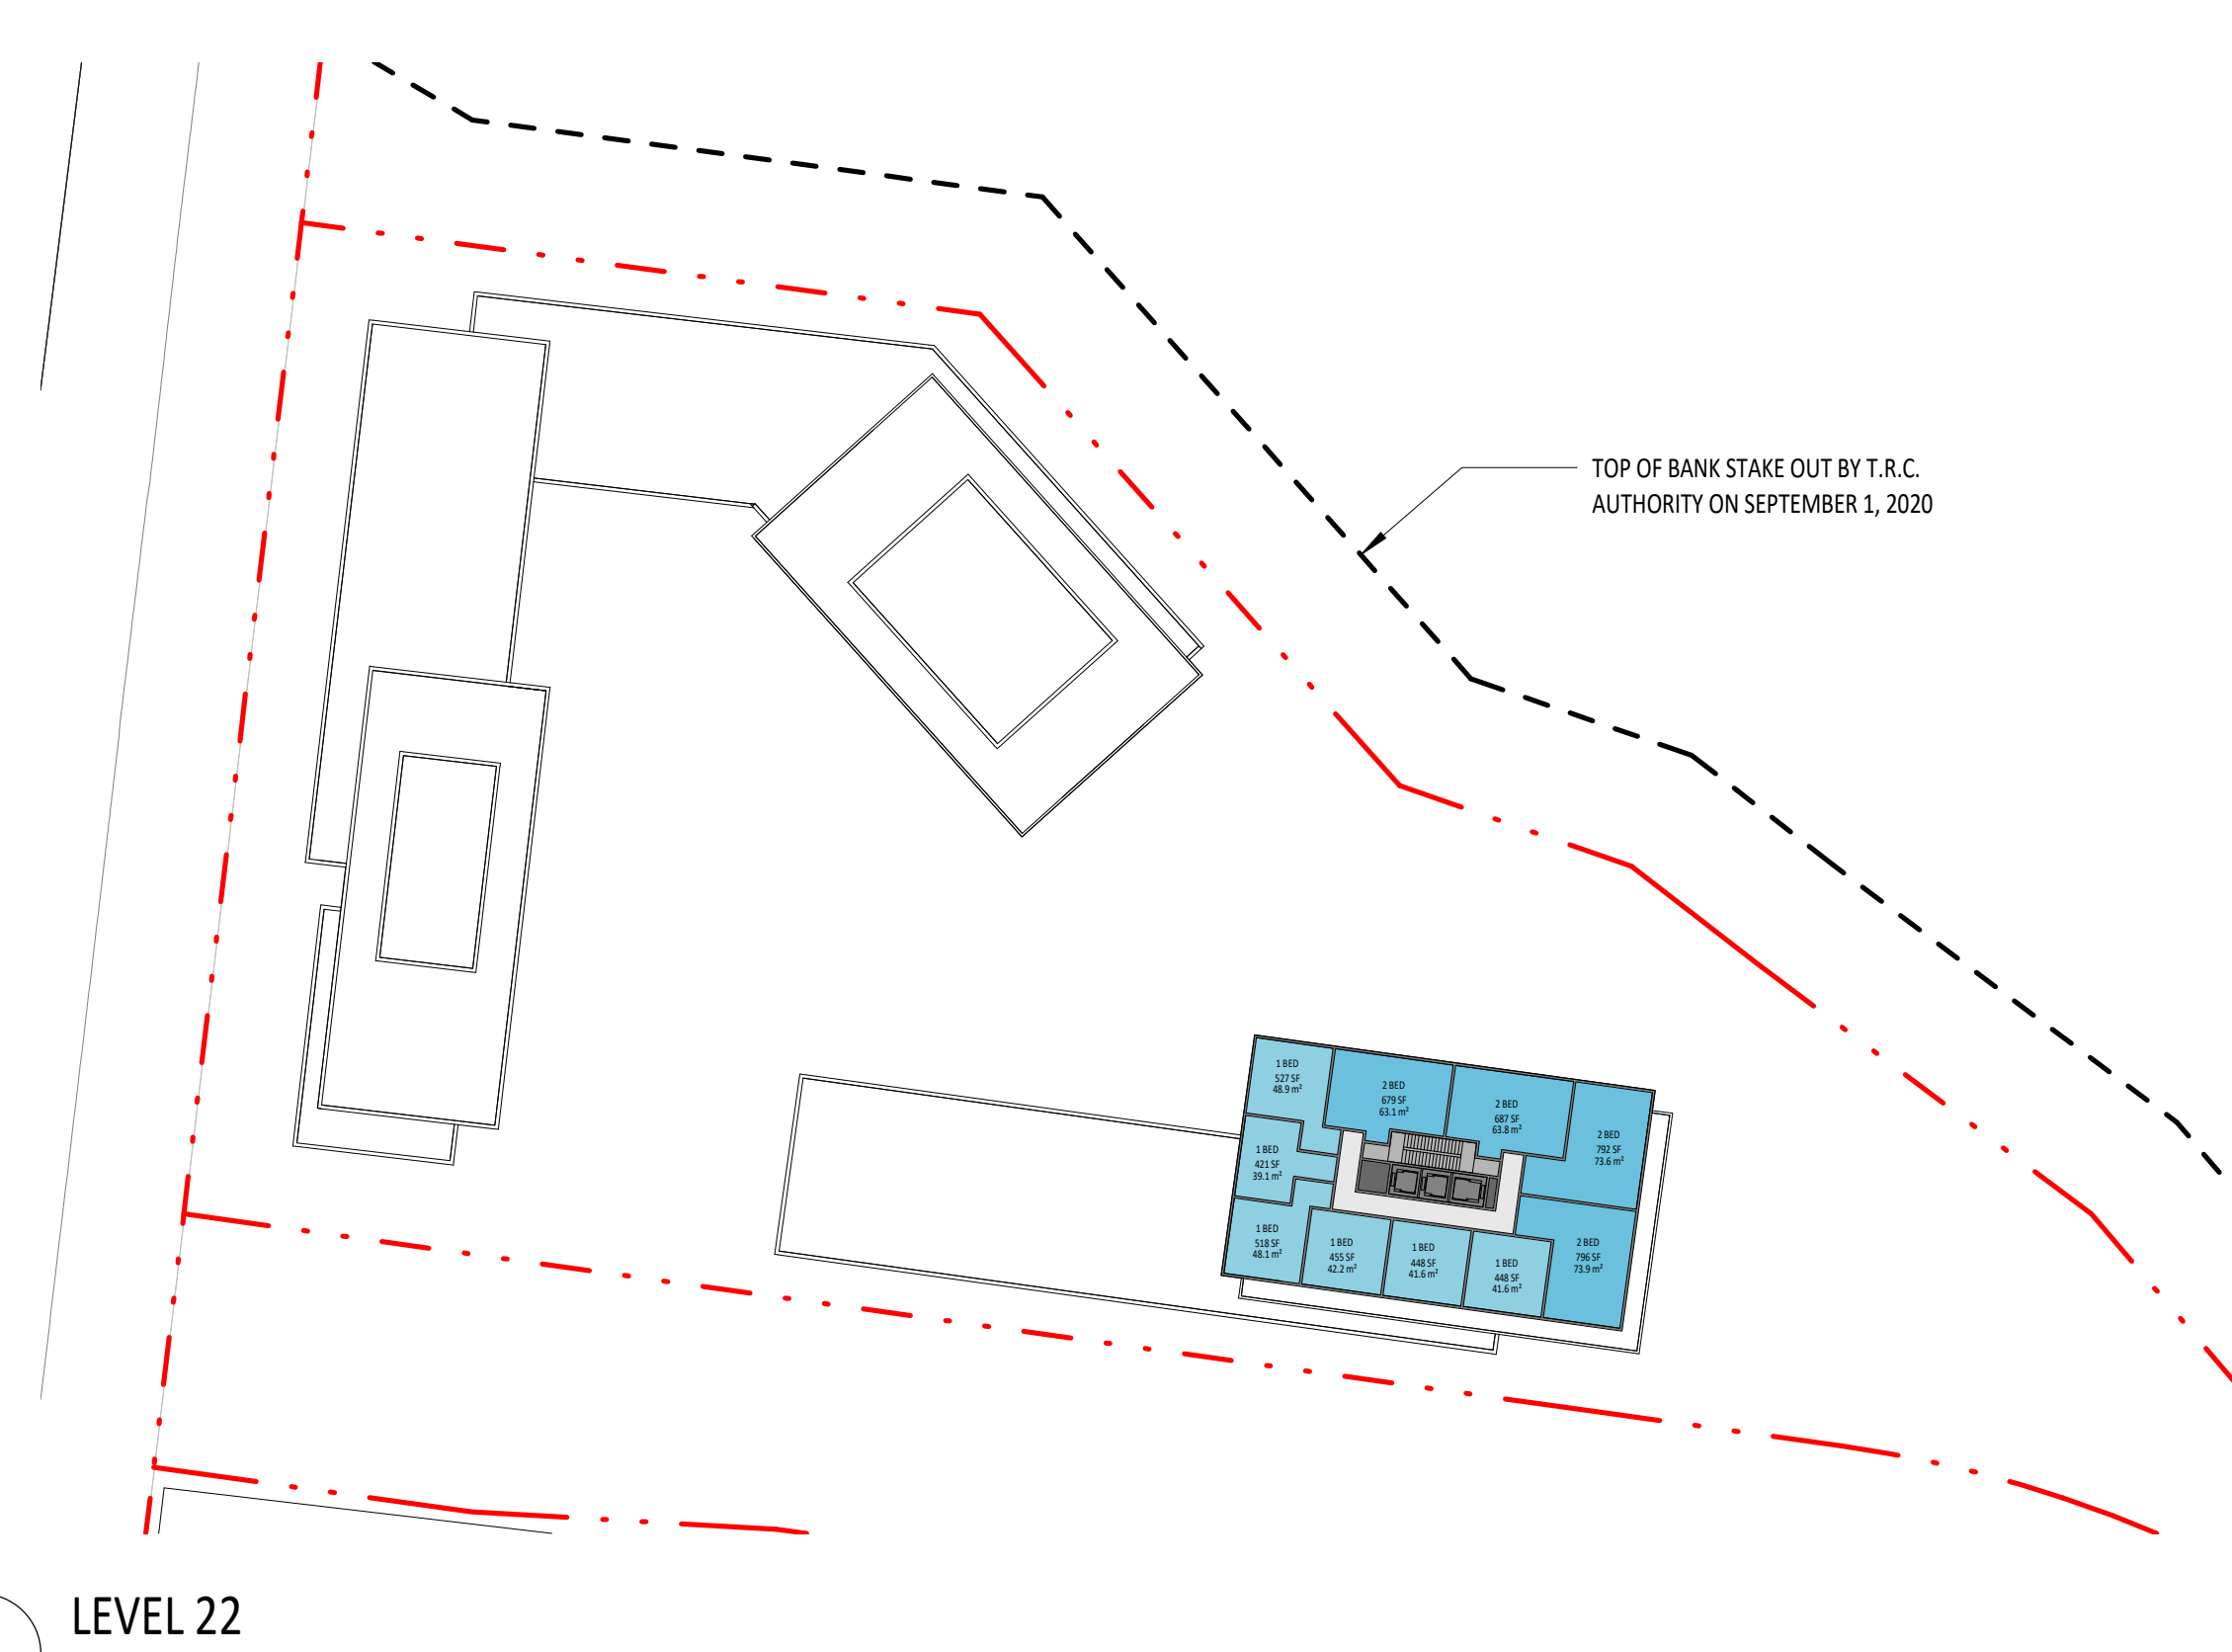 TOP OF BANK STAKE OUT BY T.R.C.
AUTHORITY ON SEPTEMBER 1, 2020
1 BED
527 SF
48.9 m²
2 BED
679 SF
63.1 m²
2 BED
687 SF
63.8 m²
2 BED
792 SF
73.6 m²
1 BED
421 SF
39.1 m²
1 BED
518 SF
48.1 m²
1 BED
455 SF
42.2 m²
1 BED
448 SF
41.6 m²
1 BED
448 SF
41.6 m²
2 BED
796 SF
73.9 m²
LEVEL 22